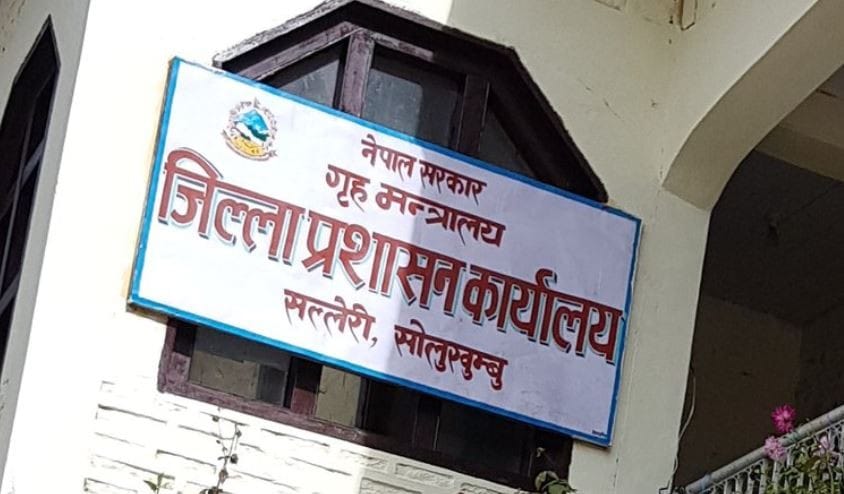 नेपाल सरकार
गृह मन्त्रालय
जिल्ला प्रशासन कार्यालय
सल्लेरी, सोलुखुम्बु